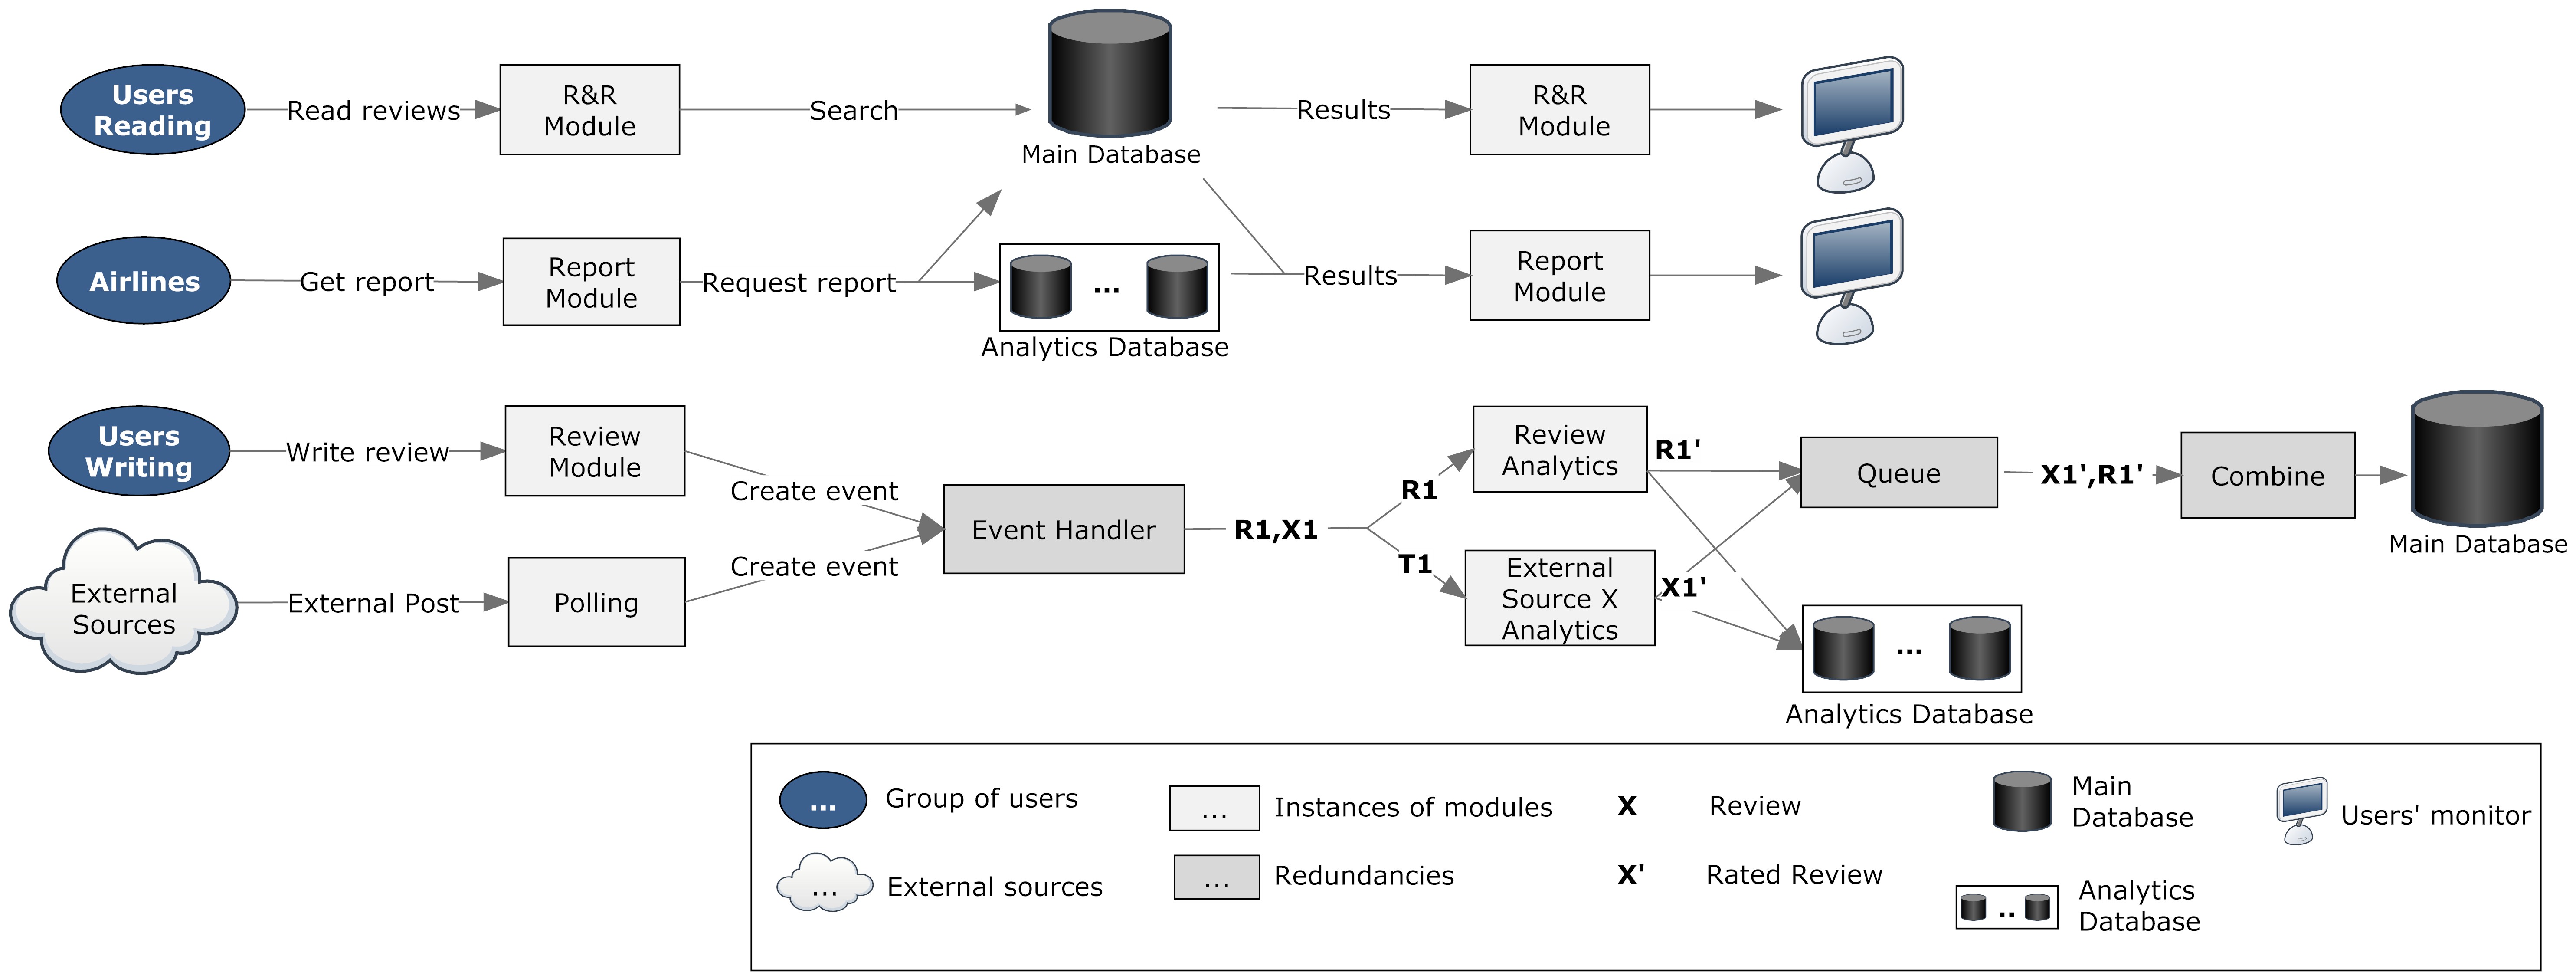 Users
Reading
Read reviews
R&R
Module
Search
Main Database
Results
R&R
Module
Airlines
Get report
Report
Module
Request report
...
Analytics Database
Results
Report
Module
Users
Writing
Write review
Review
Module
Create event
External
Sources
External Post
Polling
Create event
Event Handler
R1,X1
R1
T1
Review
Analytics
R1'
External
Source X
Analytics
X1'
Queue
X1',R1'
Combine
Main Database
...
Analytics Database
...
Group of users
...
Instances of modules
X
Review
Main
Database
Users' monitor
...
External sources
...
Redundancies
X'
Rated Review
..
Analytics
Database